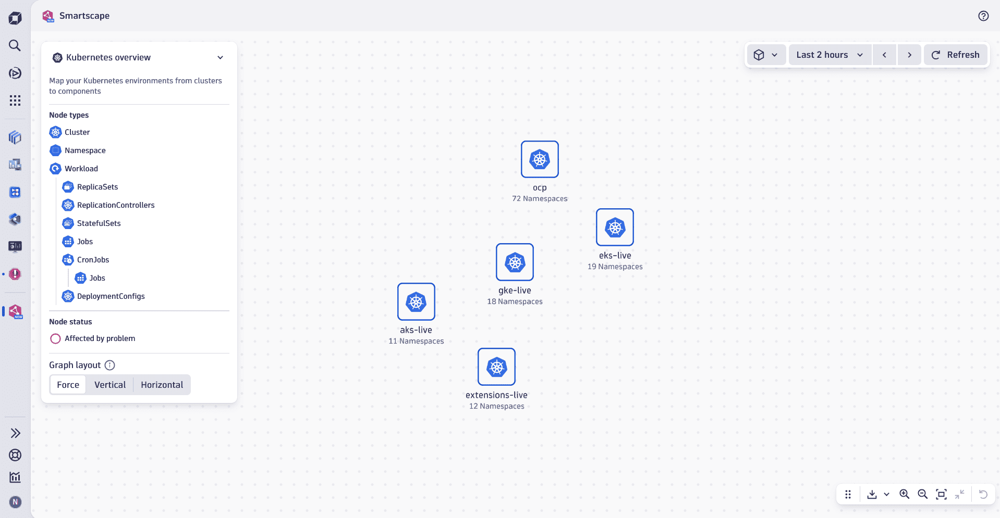 Smartscape
NEW
Kubernetes overview
Map your Kubernetes environments from clusters
to components
Node types
Cluster
Namespace
Workload
ReplicaSets
ReplicationControllers
StatefulSets
Jobs
CronJobs
Jobs
DeploymentConfigs
Node status
Affected by problem
Graph layout
Force
Vertical
Horizontal
Last 2 hours
Refresh
ocp
72 Namespaces
eks-live
19 Namespaces
gke-live
18 Namespaces
aks-live
11 Namespaces
extensions-live
12 Namespaces
NEW
N